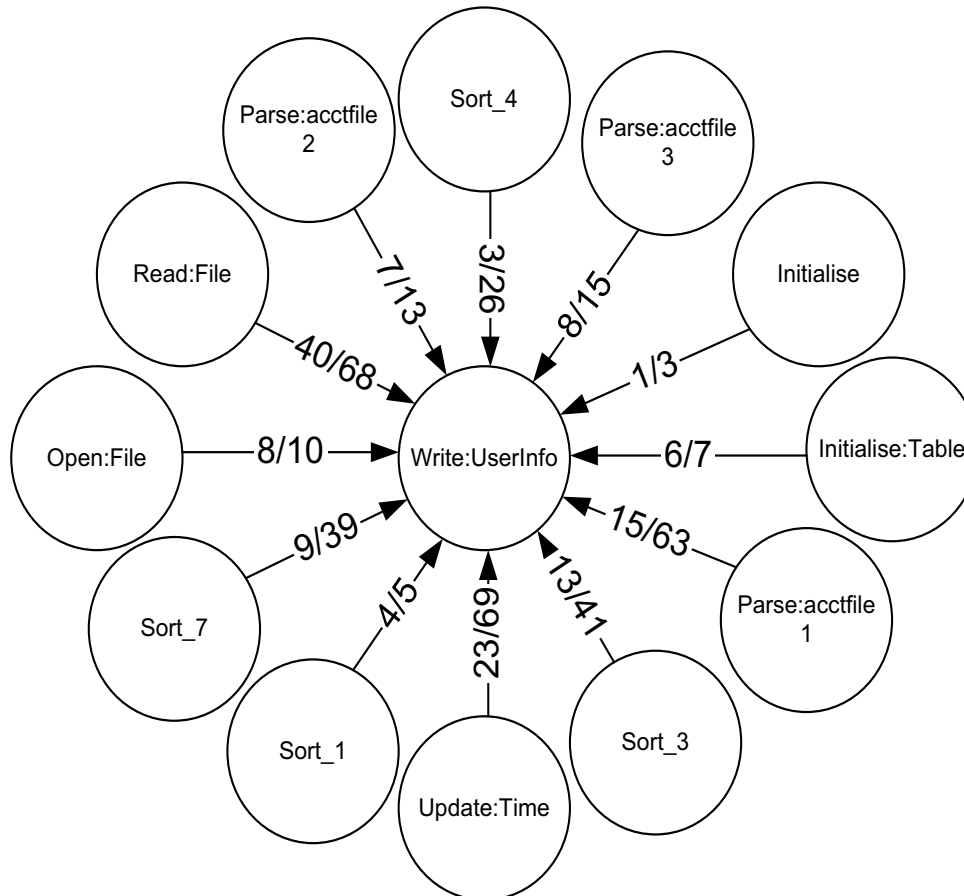 Sort_4
Parse:acctfile
2
Parse:acctfile
3
Read:File
Initialise
7/13
3/26
8/15
40/68
1/3
Open:File
8/10
Write:UserInfo
6/7
Initialise:Table
9/39
15/63
4/5
23/69
13/41
Sort_7
Parse:acctfile
1
Sort_1
Sort_3
Update:Time